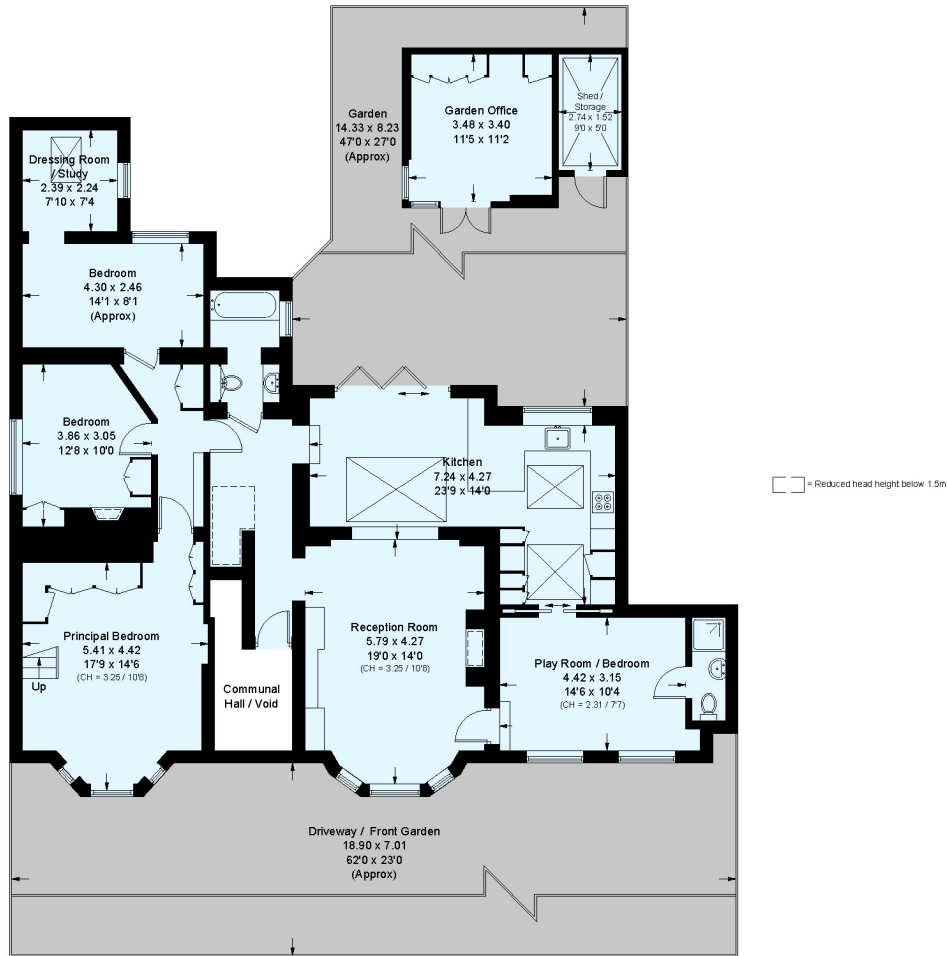 Garden
14.33 x 8.23
47'0 x 27'0
(Approx)
Garden Office
3.48 x 3.40
11'5 x 11'2
Shed /
Storage
2.74 x 1.52
9'0 x 5'0
Dressing Room
/ Study
2.39 x 2.24
7'10 x 7'4
Bedroom
4.30 x 2.46
14'1 x 8'1
(Approx)
Bedroom
3.86 x 3.05
12'8 x 10'0
Kitchen
7.24 x 4.27
23'9 x 14'0
= Reduced head height below 1.5m
Principal Bedroom
5.41 x 4.42
17'9 x 14'6
(CH = 3.25 / 10'8)
Up
Communal
Hall / Void
Reception Room
5.79 x 4.27
19'0 x 14'0
(CH = 3.25 / 10'8)
Play Room / Bedroom
4.42 x 3.15
14'6 x 10'4
(CH = 2.31 / 7'7)
Driveway / Front Garden
18.90 x 7.01
62'0 x 23'0
(Approx)